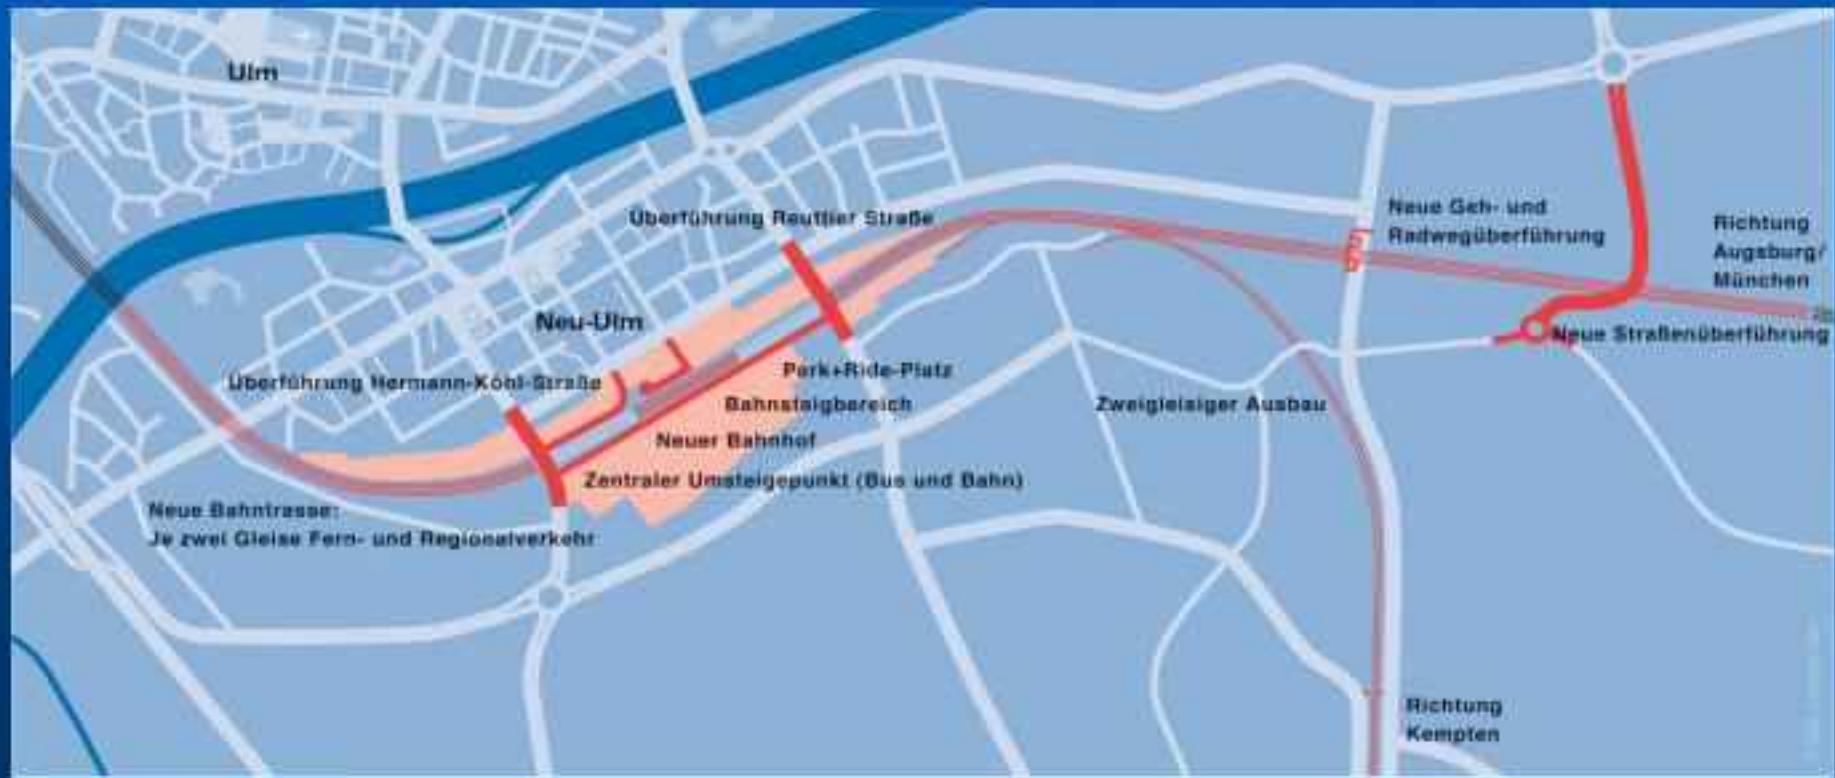 Ulm
Überführung Reuttier Straße
Neue Geh- und
Radwegüberführung
Richtung
Augsburg/
München
Neu-Ulm
Neue Straßenüberführung
Überführung Hermann-Köhl-Straße
Park+Ride-Platz
Bahnsteigbereich
Zweigleisiger Ausbau
Neuer Bahnhof
Zentraler Umsteigepunkt (Bus und Bahn)
Neue Bahntrasse:
Je zwei Gleise Fern- und Regionalverkehr
Richtung
Kempten